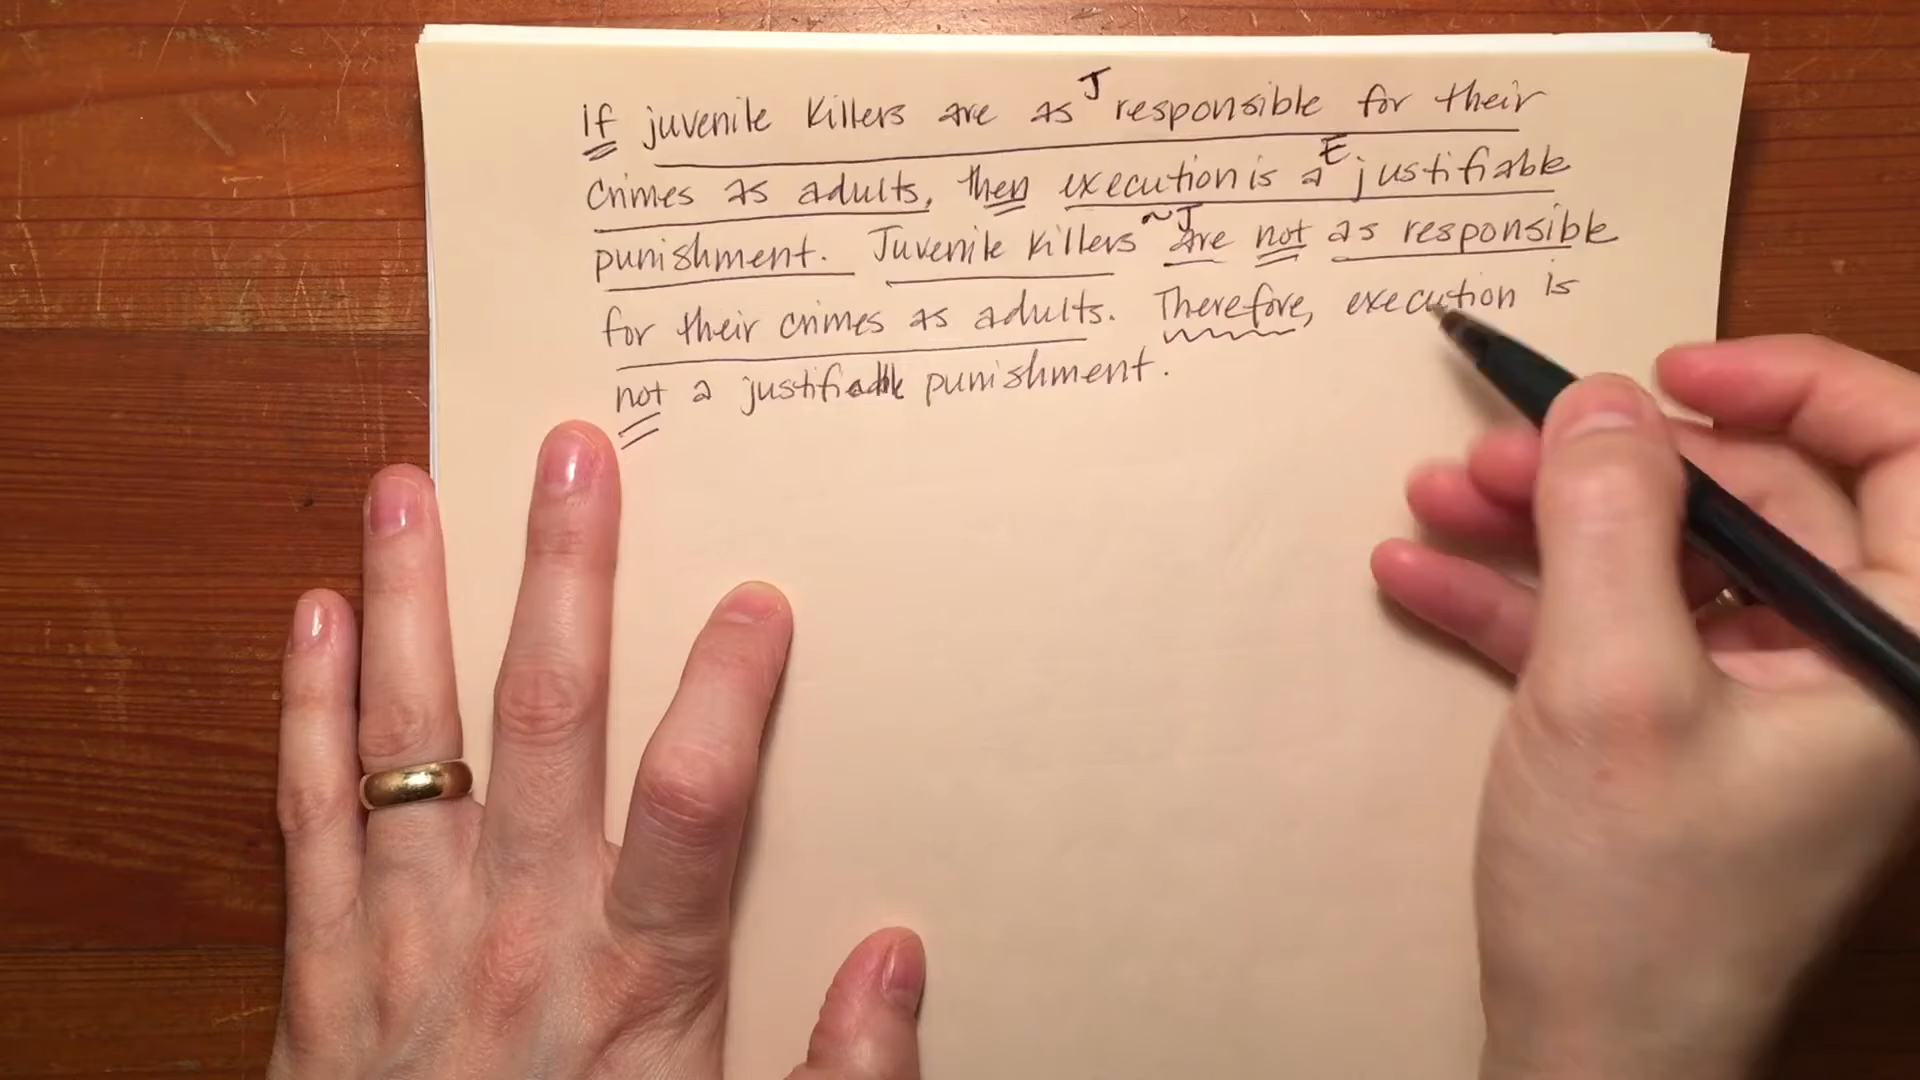 J
If juvenile killers are as responsible for their
E
crimes as adults, then execution is a justifiable
~J
punishment. Juvenile killers are not as responsible
for their crimes as adults. Therefore, execution is
not a justifiable punishment.